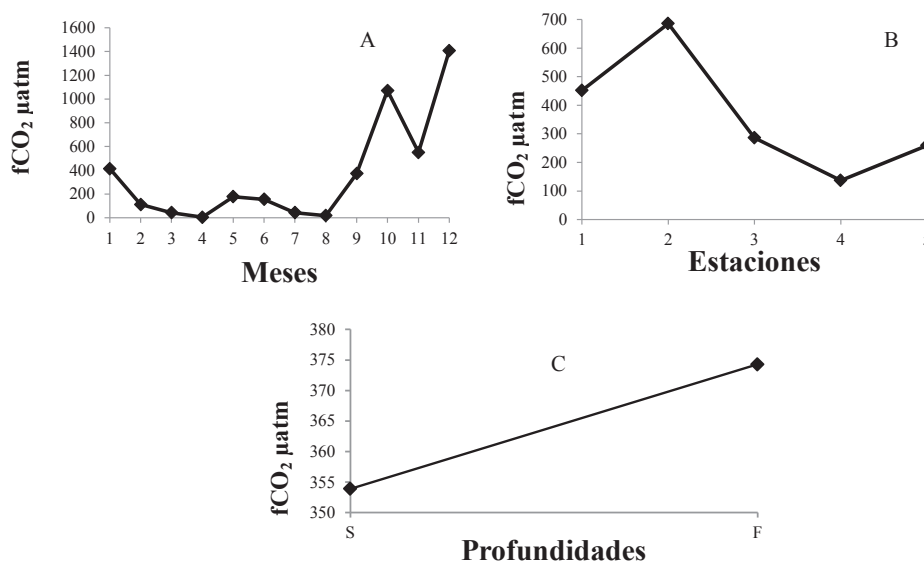 A
fCO₂ µatm
1600
1400
1200
1000
800
600
400
200
0
1 2 3 4 5 6 7 8 9 10 11 12
Meses
B
fCO₂ µatm
700
600
500
400
300
200
100
0
1 2 3 4
Estaciones
C
fCO₂ µatm
380
375
370
365
360
355
350
S F
Profundidades